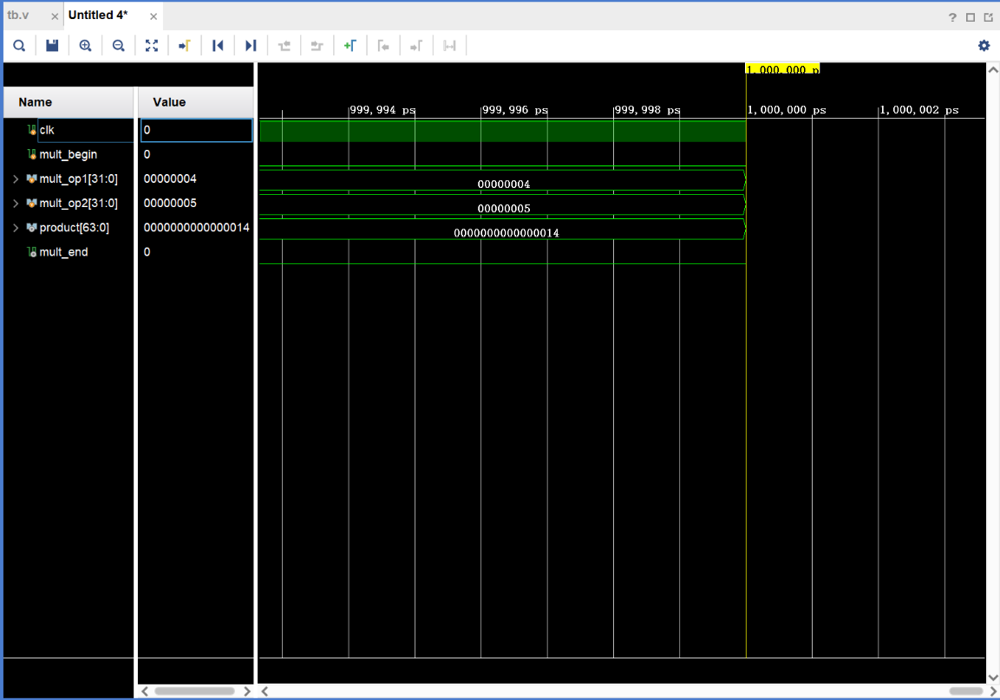 tb.v × Untitled 4* ×
?
1,000,000 p
Name Value
999,994 ps 999,996 ps 999,998 ps 1,000,000 ps 1,000,002 ps
clk 0
mult_begin 0
mult_op1[31:0] 00000004 00000004
mult_op2[31:0] 00000005 00000005
product[63:0] 0000000000000014 0000000000000014
mult_end 0